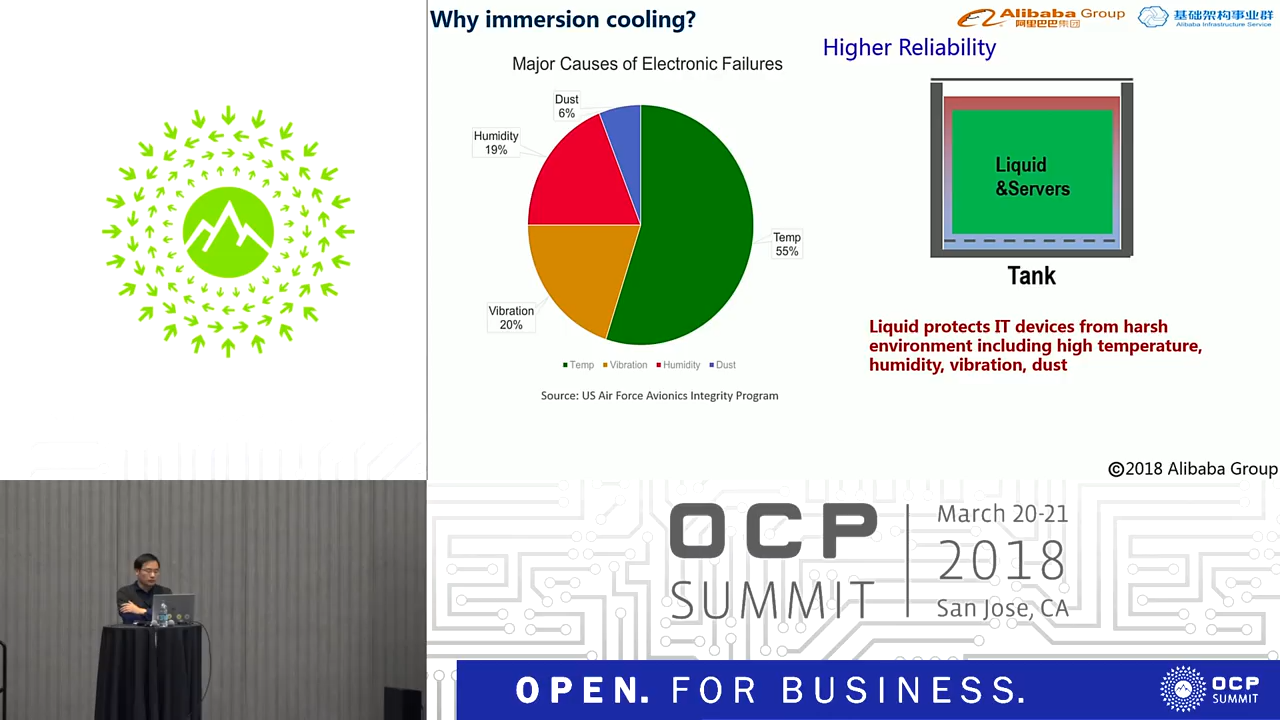 Why immersion cooling?
Alibaba Group
阿里巴巴集团
基础架构事业群
Alibaba Infrastructure Service
Higher Reliability
Major Causes of Electronic Failures
Dust
6%
Humidity
19%
Temp
55%
Vibration
20%
Temp Vibration Humidity Dust
Source: US Air Force Avionics Integrity Program
Liquid
&Servers
Tank
Liquid protects IT devices from harsh
environment including high temperature,
humidity, vibration, dust
©2018 Alibaba Group
OCP
SUMMIT
March 20-21
2018
San Jose, CA
OPEN. FOR BUSINESS.
OCP
SUMMIT